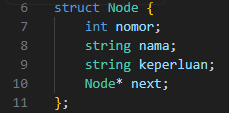 6 struct Node {
7 int nomor;
8 string nama;
9 string keperluan;
10 Node* next;
11 };